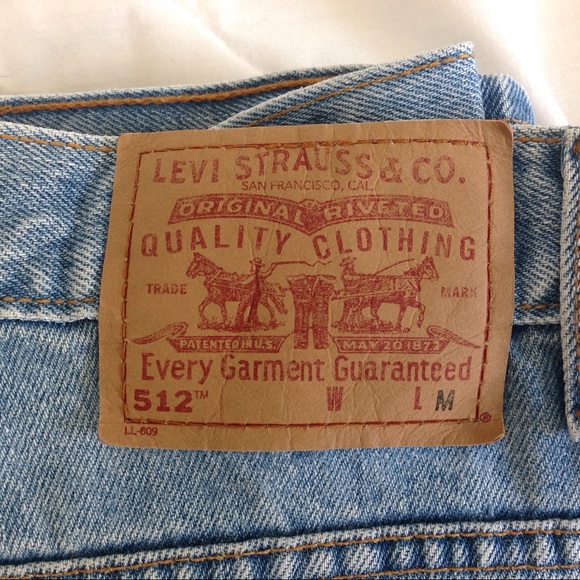 LEVI STRAUSS & CO.
SAN FRANCISCO, CAL.
ORIGINAL RIVETED
QUALITY CLOTHING
TRADE MARK
PATENTED IN U.S. MAY 20 1873
Every Garment Guaranteed
512™ W L M ®
LL-609